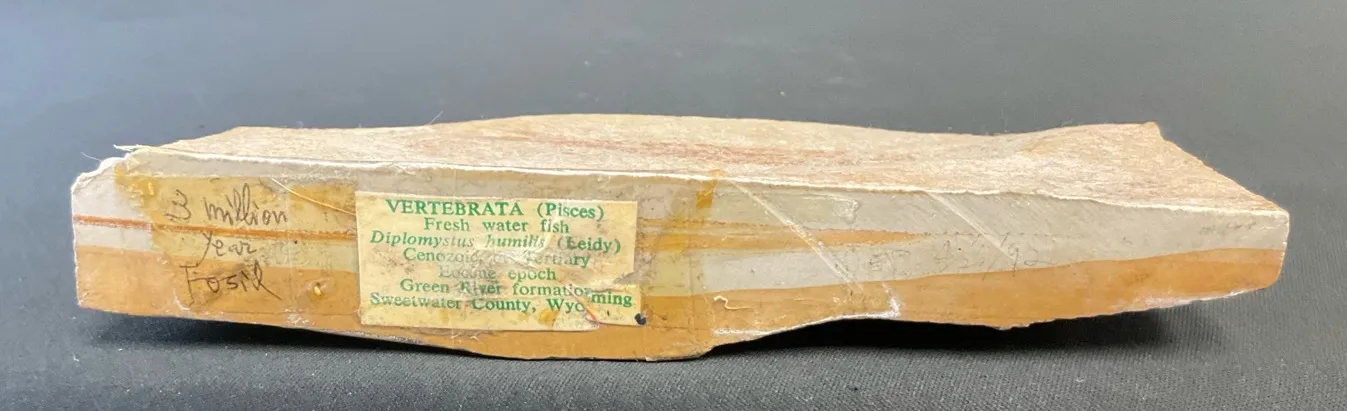 3 million
year
Fosil
VERTEBRATA (Pisces)
Fresh water fish
Diplomystus humilis (Leidy)
Cenozoic Tertiary
Eocene epoch
Green River formation
Sweetwater County, Wyoming